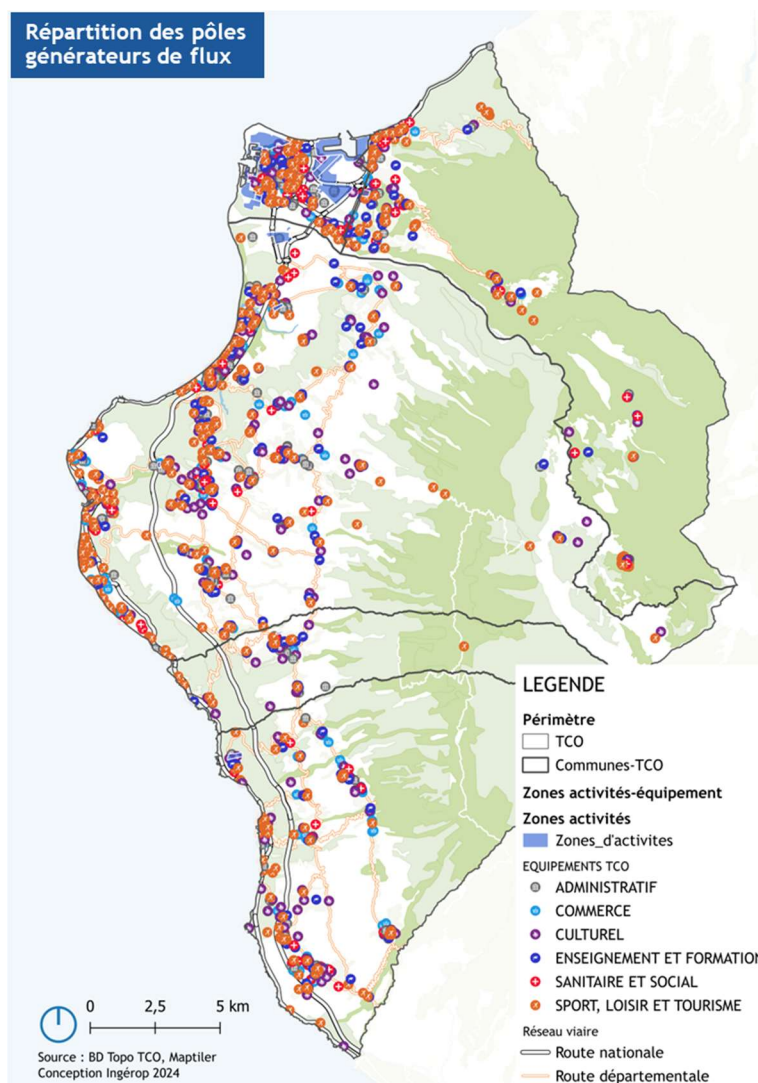 Répartition des pôles
générateurs de flux
LEGENDE
Périmètre
TCO
Communes-TCO
Zones activités-équipement
Zones activités
Zones_d'activites
EQUIPEMENTS TCO
ADMINISTRATIF
COMMERCE
CULTUREL
ENSEIGNEMENT ET FORMATION
SANITAIRE ET SOCIAL
SPORT, LOISIR ET TOURISME
Réseau viaire
Route nationale
Route départementale
0 2,5 5 km
Source : BD Topo TCO, Maptiler
Conception Ingérop 2024